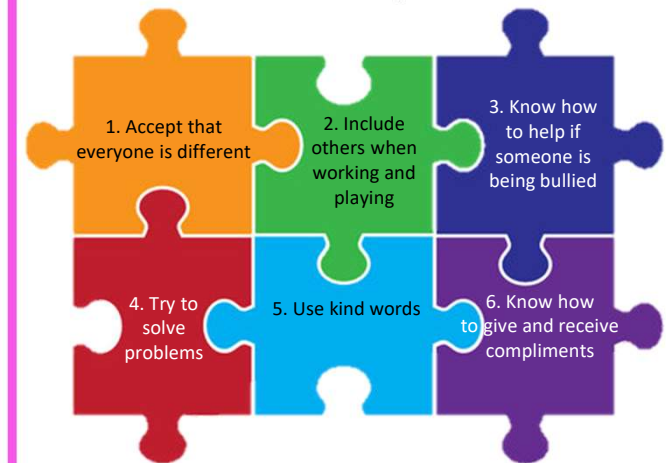 1. Accept that
everyone is different
2. Include
others when
working and
playing
3. Know how
to help if
someone is
being bullied
4. Try to
solve
problems
5. Use kind words
6. Know how
to give and receive
compliments